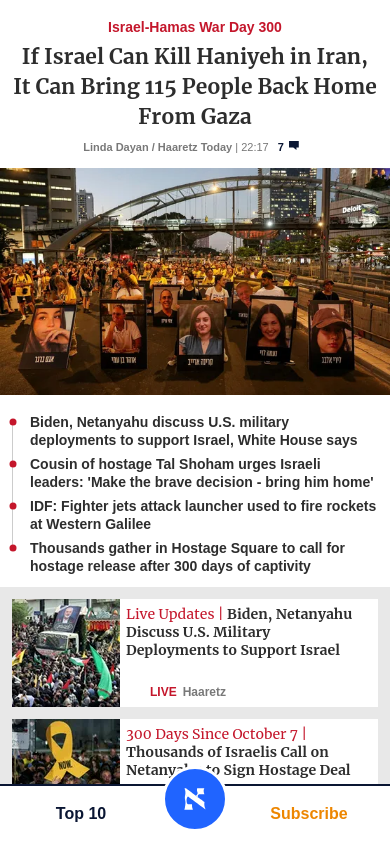 Israel-Hamas War Day 300
If Israel Can Kill Haniyeh in Iran,
It Can Bring 115 People Back Home
From Gaza
Linda Dayan / Haaretz Today | 22:17 7
Deloitte
Biden, Netanyahu discuss U.S. military
deployments to support Israel, White House says
Cousin of hostage Tal Shoham urges Israeli
leaders: 'Make the brave decision - bring him home'
IDF: Fighter jets attack launcher used to fire rockets
at Western Galilee
Thousands gather in Hostage Square to call for
hostage release after 300 days of captivity
Live Updates | Biden, Netanyahu
Discuss U.S. Military
Deployments to Support Israel
LIVE Haaretz
300 Days Since October 7 |
Thousands of Israelis Call on
Netanyahu to Sign Hostage Deal
NOW.
Top 10
Subscribe